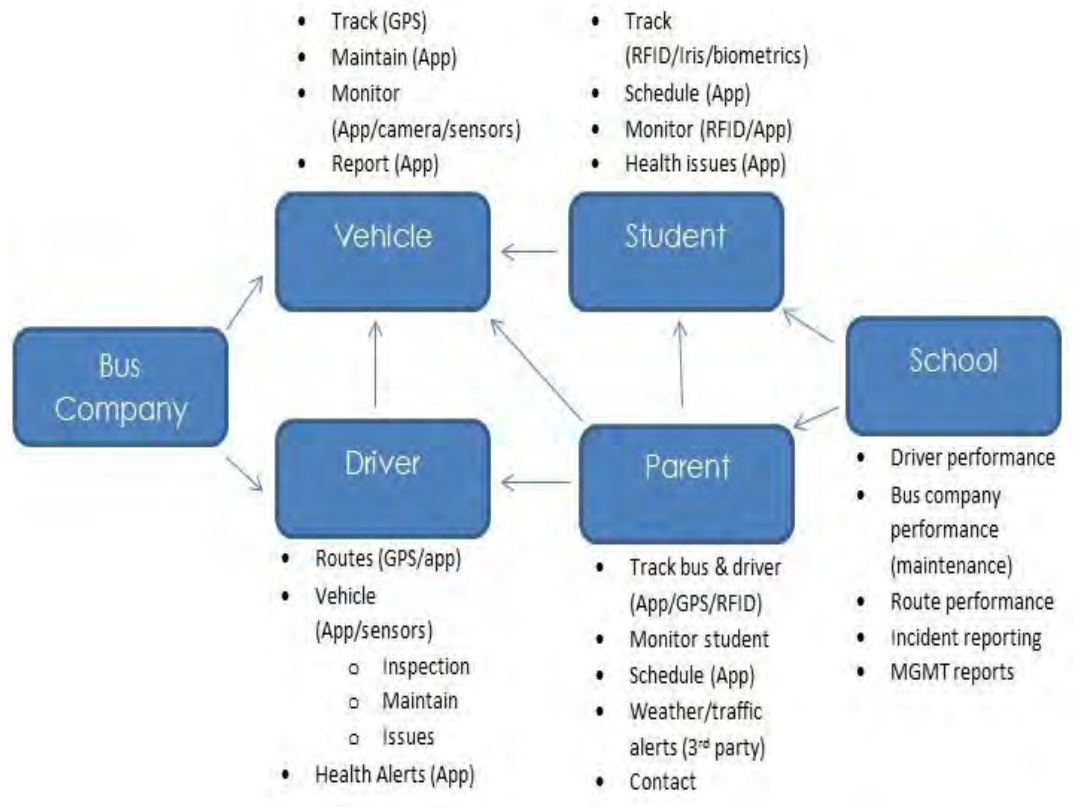 • Track (GPS)
• Maintain (App)
• Monitor
(App/camera/sensors)
• Report (App)
• Track
(RFID/Iris/biometrics)
• Schedule (App)
• Monitor (RFID/App)
• Health issues (App)
Vehicle
Student
Bus
Company
School
Driver
Parent
• Routes (GPS/app)
• Vehicle
(App/sensors)
o Inspection
o Maintain
o Issues
• Health Alerts (App)
• Track bus & driver
(App/GPS/RFID)
• Monitor student
• Schedule (App)
• Weather/traffic
alerts (3rd party)
• Contact
• Driver performance
• Bus company
performance
(maintenance)
• Route performance
• Incident reporting
• MGMT reports